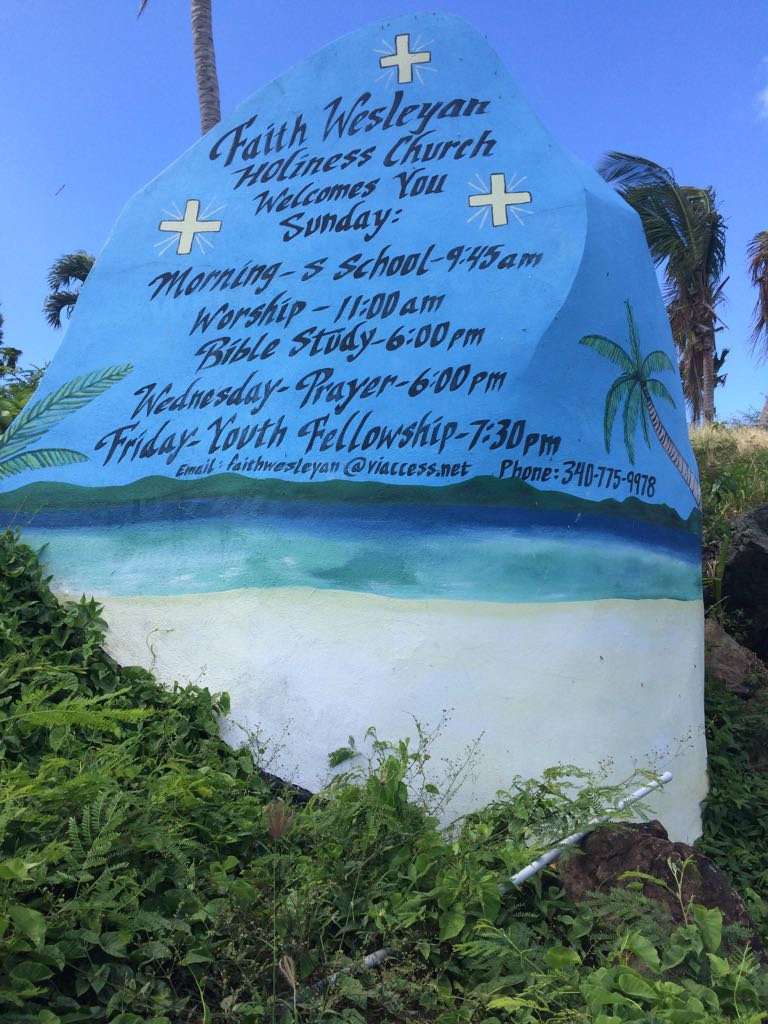 Faith Wesleyan
Holiness Church
Welcomes You
Sunday:
Morning-S School-9:45am
Worship-11:00am
Bible Study-6:00pm
Wednesday-Prayer-6:00pm
Friday-Youth Fellowship-7:30pm
Email: faithwesleyan@viaccess.net Phone: 340-775-9978